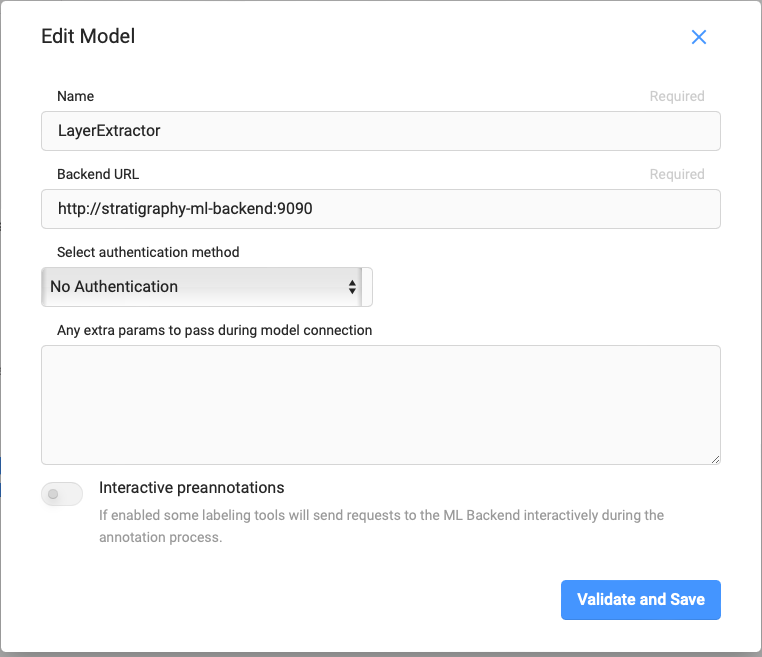 Edit Model
Name Required
LayerExtractor
Backend URL Required
http://stratigraphy-ml-backend:9090
Select authentication method
No Authentication
Any extra params to pass during model connection
Interactive preannotations
If enabled some labeling tools will send requests to the ML Backend interactively during the
annotation process.
Validate and Save